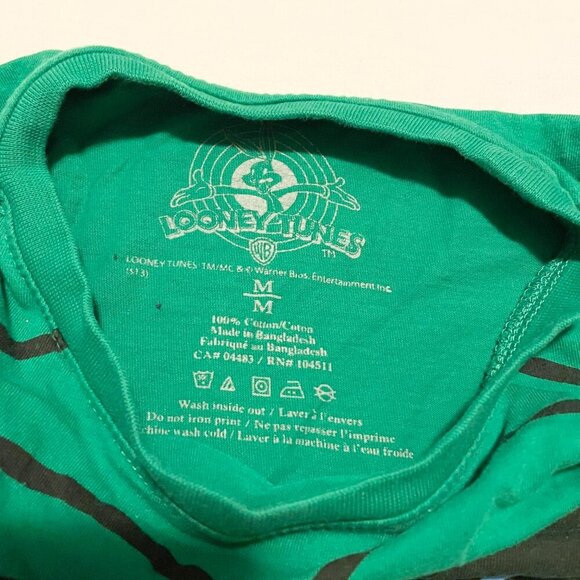 LOONEY TUNES
TM
WB
LOONEY TUNES TM/MC & © Warner Bros. Entertainment Inc.
(s13)
M
M
100% Cotton/Coton
Made in Bangladesh
Fabriqué au Bangladesh
CA# 04483 / RN# 104511
Wash inside out / Laver à l'envers
Do not iron print / Ne pas repasser l'imprime
chine wash cold / Laver à la machine à l'eau froide